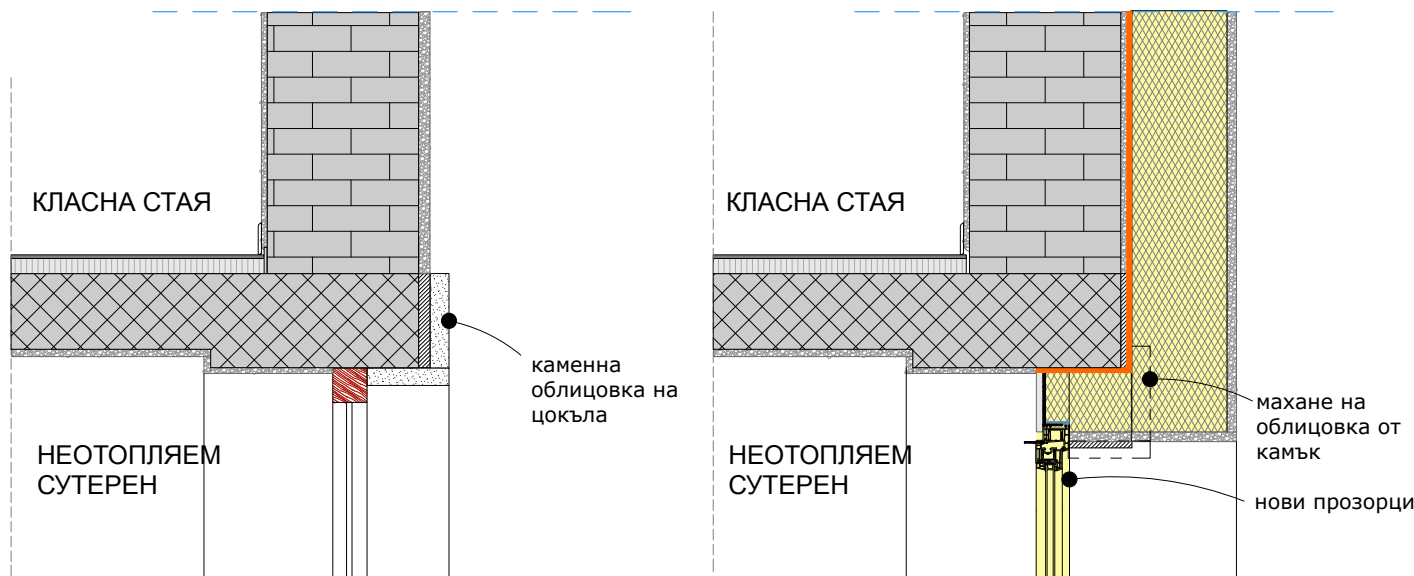 КЛАСНА СТАЯ
каменна
облицовка на
цокъла
НЕОТОПЛЯЕМ
СУТЕРЕН
КЛАСНА СТАЯ
махане на
облицовка от
камък
НЕОТОПЛЯЕМ
СУТЕРЕН
нови прозорци